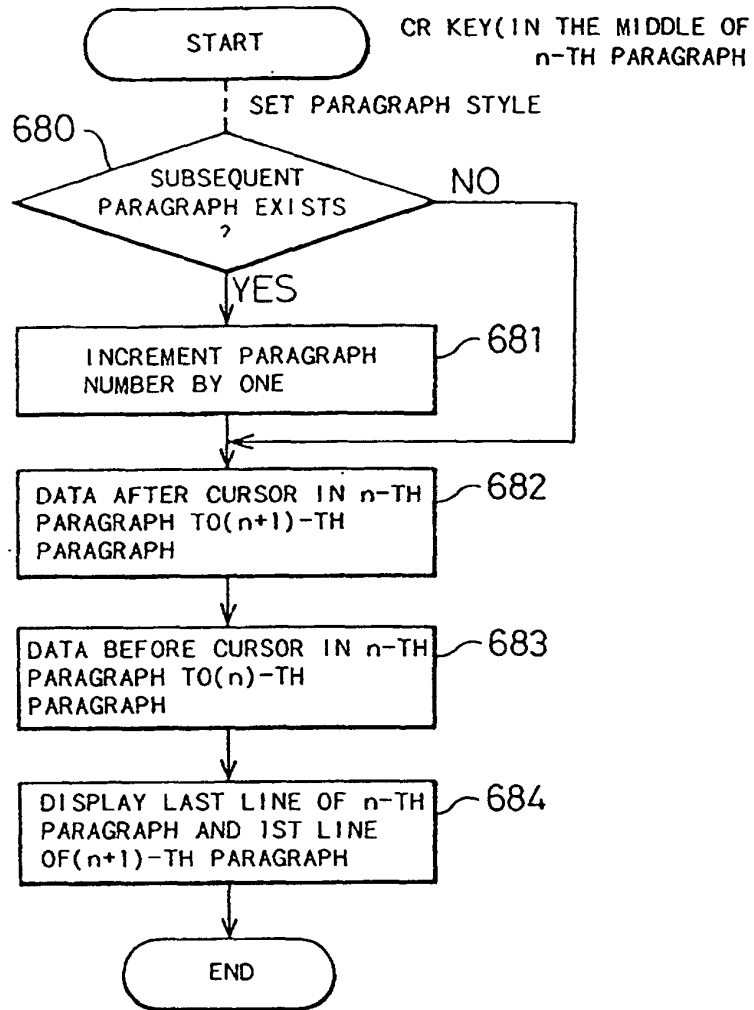 START
CR KEY(IN THE MIDDLE OF
n-TH PARAGRAPH
SET PARAGRAPH STYLE
680
SUBSEQUENT
PARAGRAPH EXISTS
?
NO
YES
681
INCREMENT PARAGRAPH
NUMBER BY ONE
682
DATA AFTER CURSOR IN n-TH
PARAGRAPH TO(n+1)-TH
PARAGRAPH
683
DATA BEFORE CURSOR IN n-TH
PARAGRAPH TO(n)-TH
PARAGRAPH
684
DISPLAY LAST LINE OF n-TH
PARAGRAPH AND 1ST LINE
OF(n+1)-TH PARAGRAPH
END